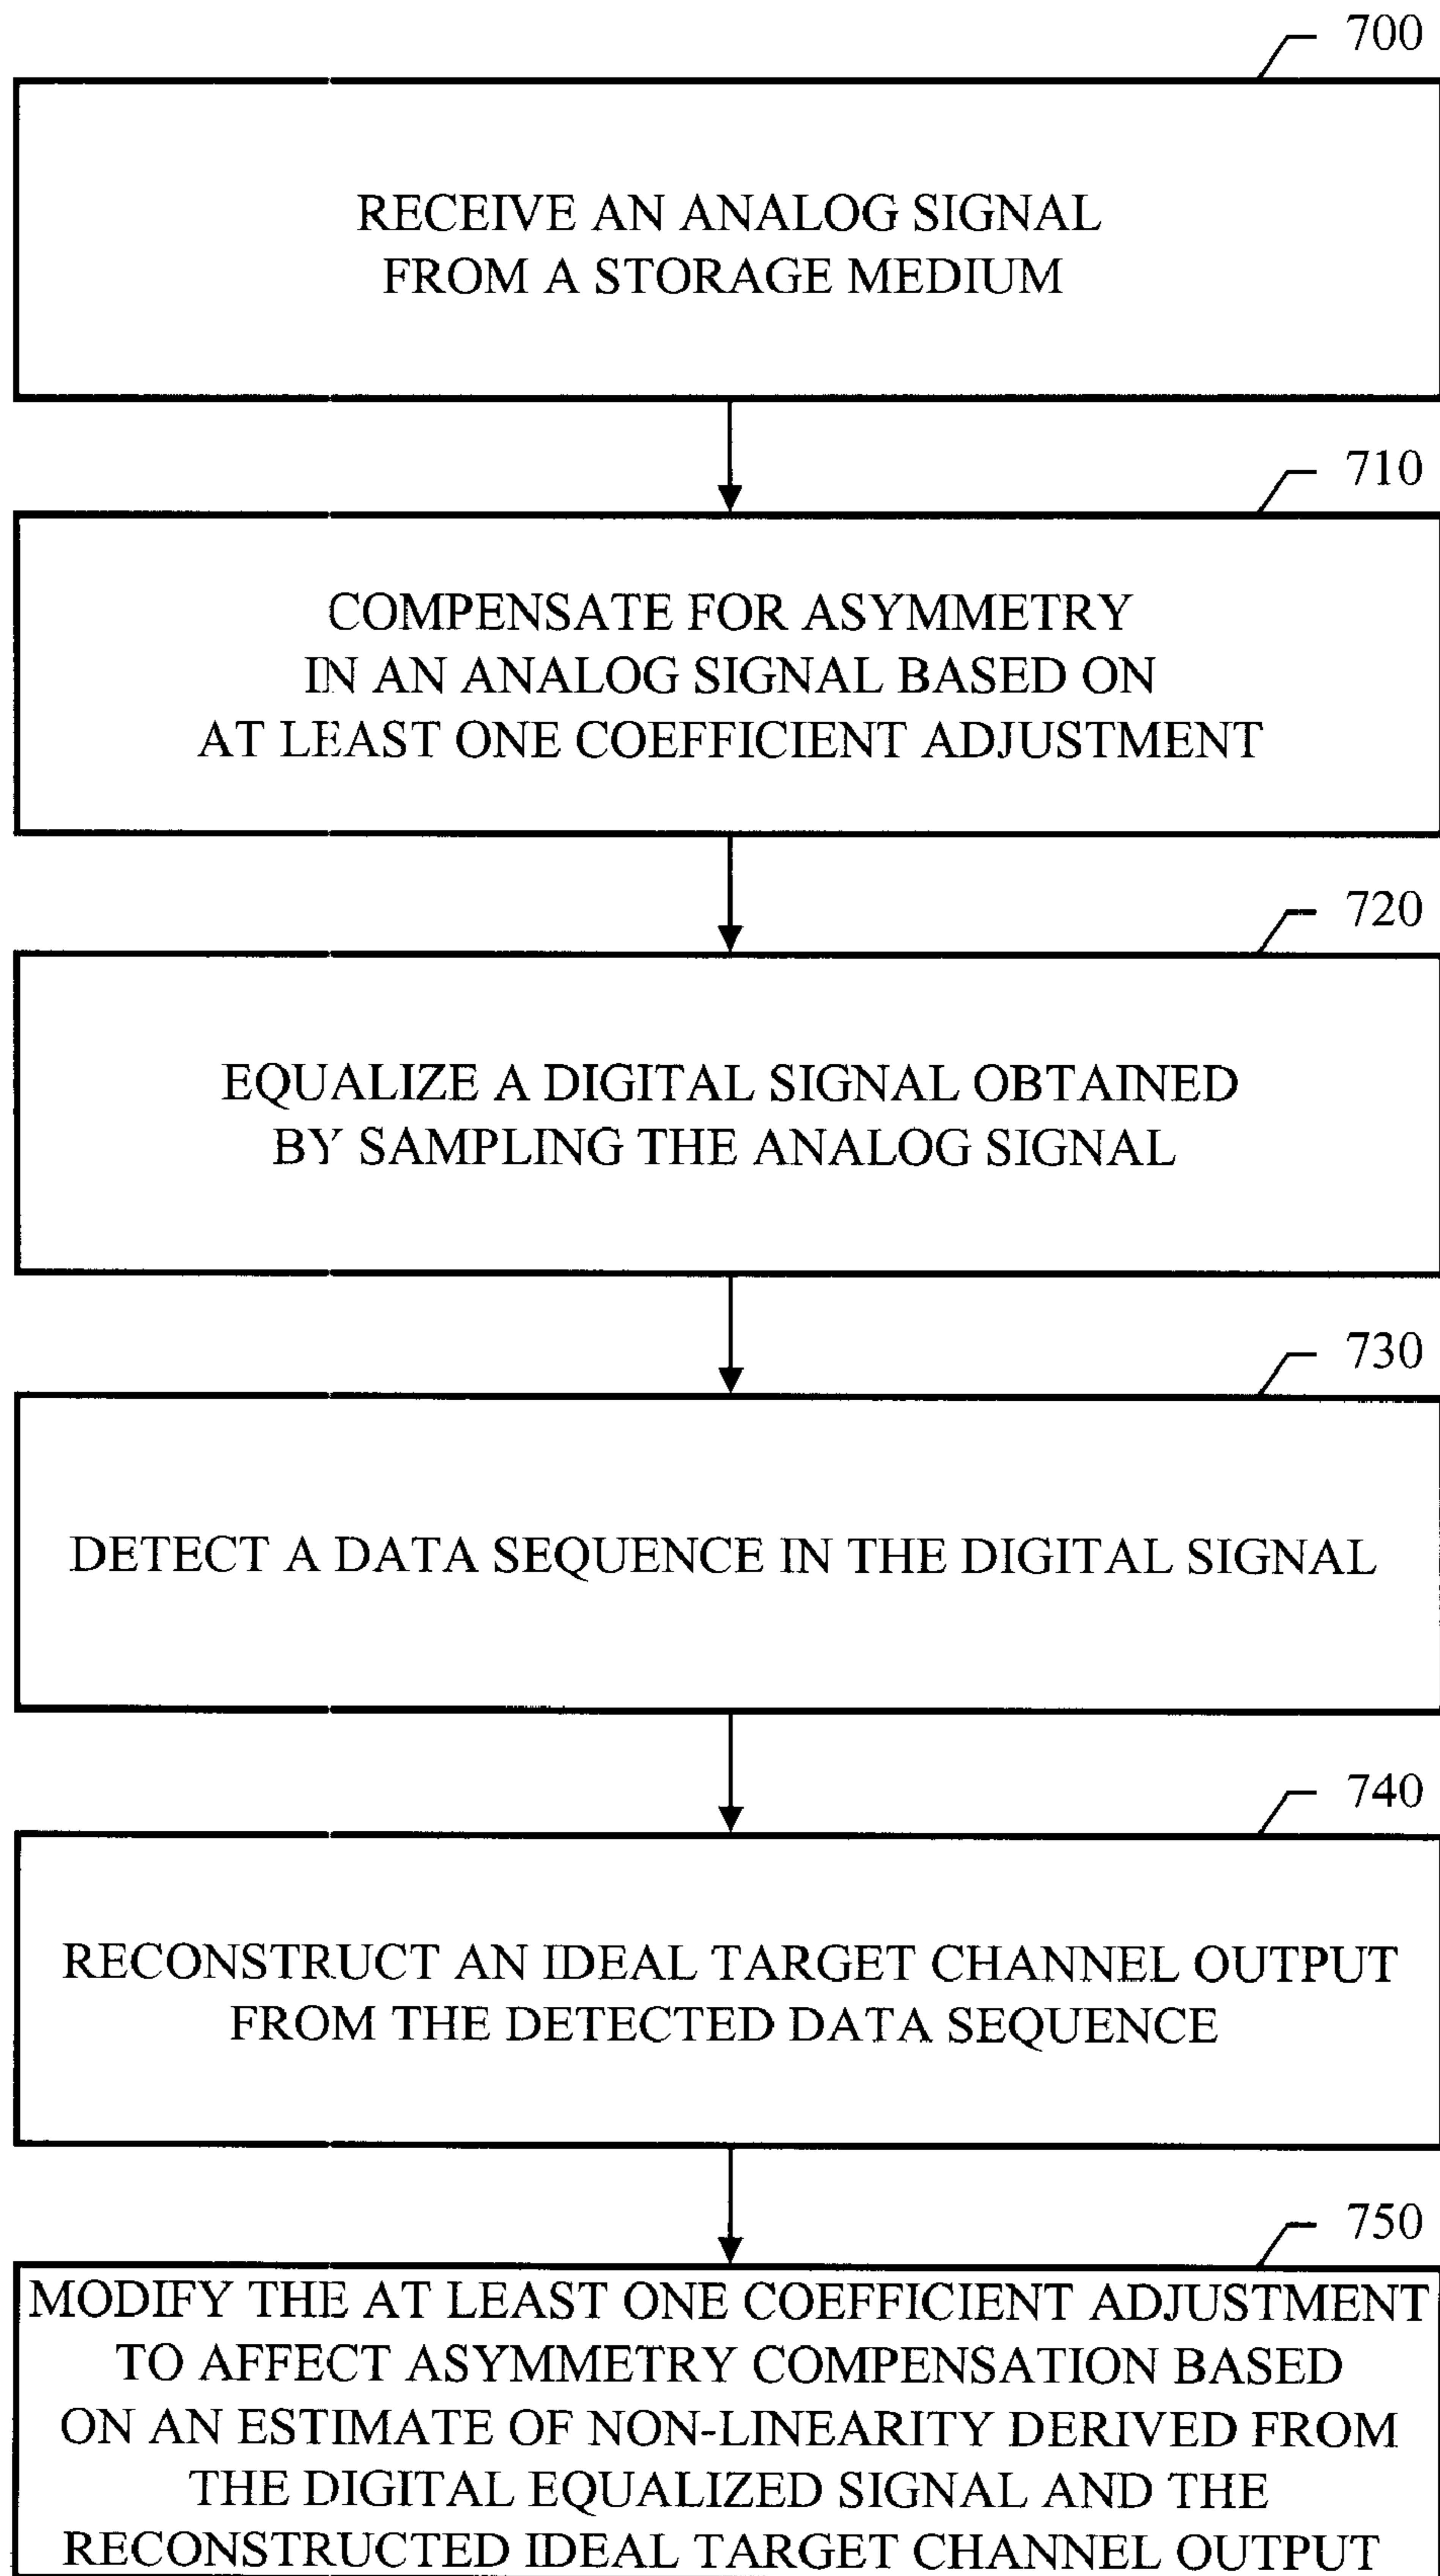 700
RECEIVE AN ANALOG SIGNAL
FROM A STORAGE MEDIUM
710
COMPENSATE FOR ASYMMETRY
IN AN ANALOG SIGNAL BASED ON
AT LEAST ONE COEFFICIENT ADJUSTMENT
720
EQUALIZE A DIGITAL SIGNAL OBTAINED
BY SAMPLING THE ANALOG SIGNAL
730
DETECT A DATA SEQUENCE IN THE DIGITAL SIGNAL
740
RECONSTRUCT AN IDEAL TARGET CHANNEL OUTPUT
FROM THE DETECTED DATA SEQUENCE
750
MODIFY THE AT LEAST ONE COEFFICIENT ADJUSTMENT
TO AFFECT ASYMMETRY COMPENSATION BASED
ON AN ESTIMATE OF NON-LINEARITY DERIVED FROM
THE DIGITAL EQUALIZED SIGNAL AND THE
RECONSTRUCTED IDEAL TARGET CHANNEL OUTPUT